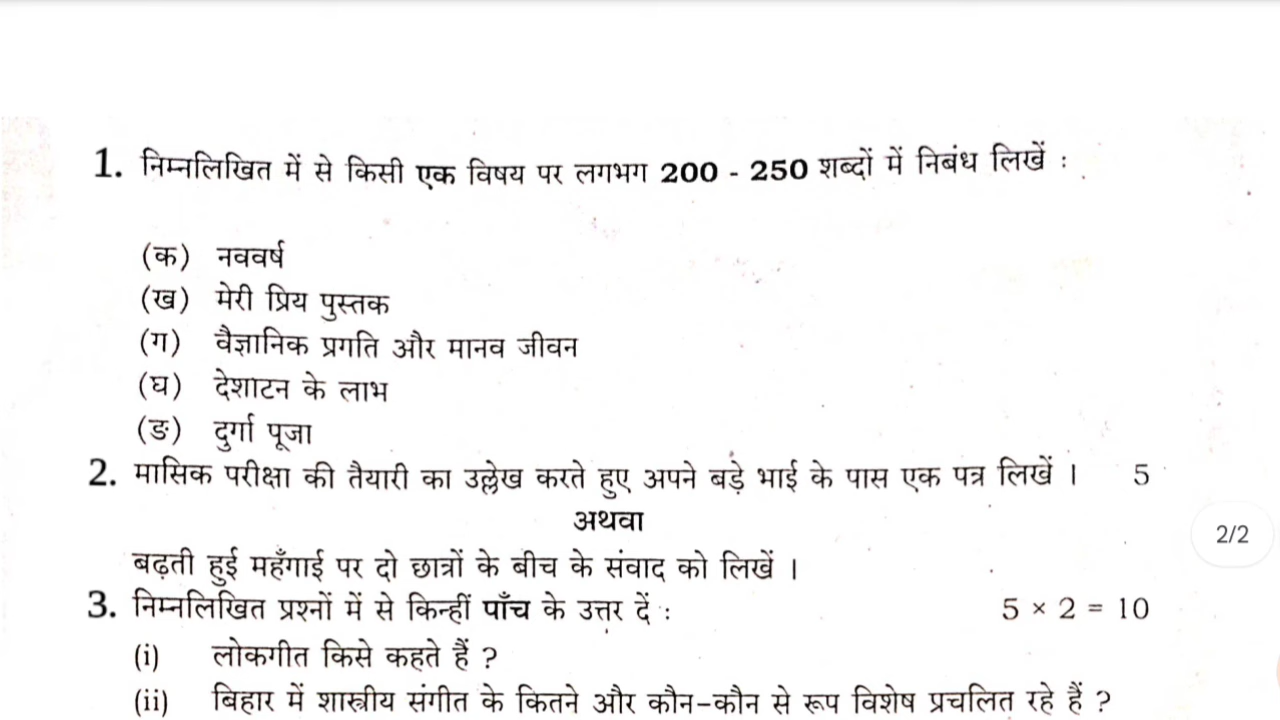 1. निम्नलिखित में से किसी एक विषय पर लगभग 200 - 250 शब्दों में निबंध लिखें :
(क) नववर्ष
(ख) मेरी प्रिय पुस्तक
(ग) वैज्ञानिक प्रगति और मानव जीवन
(घ) देशाटन के लाभ
(ङ) दुर्गा पूजा
2. मासिक परीक्षा की तैयारी का उल्लेख करते हुए अपने बड़े भाई के पास एक पत्र लिखें । 5
अथवा
2/2
बढ़ती हुई महँगाई पर दो छात्रों के बीच के संवाद को लिखें ।
3. निम्नलिखित प्रश्नों में से किन्हीं पाँच के उत्तर दें : 5 × 2 = 10
(i) लोकगीत किसे कहते हैं ?
(ii) बिहार में शास्त्रीय संगीत के कितने और कौन-कौन से रूप विशेष प्रचलित रहे हैं ?